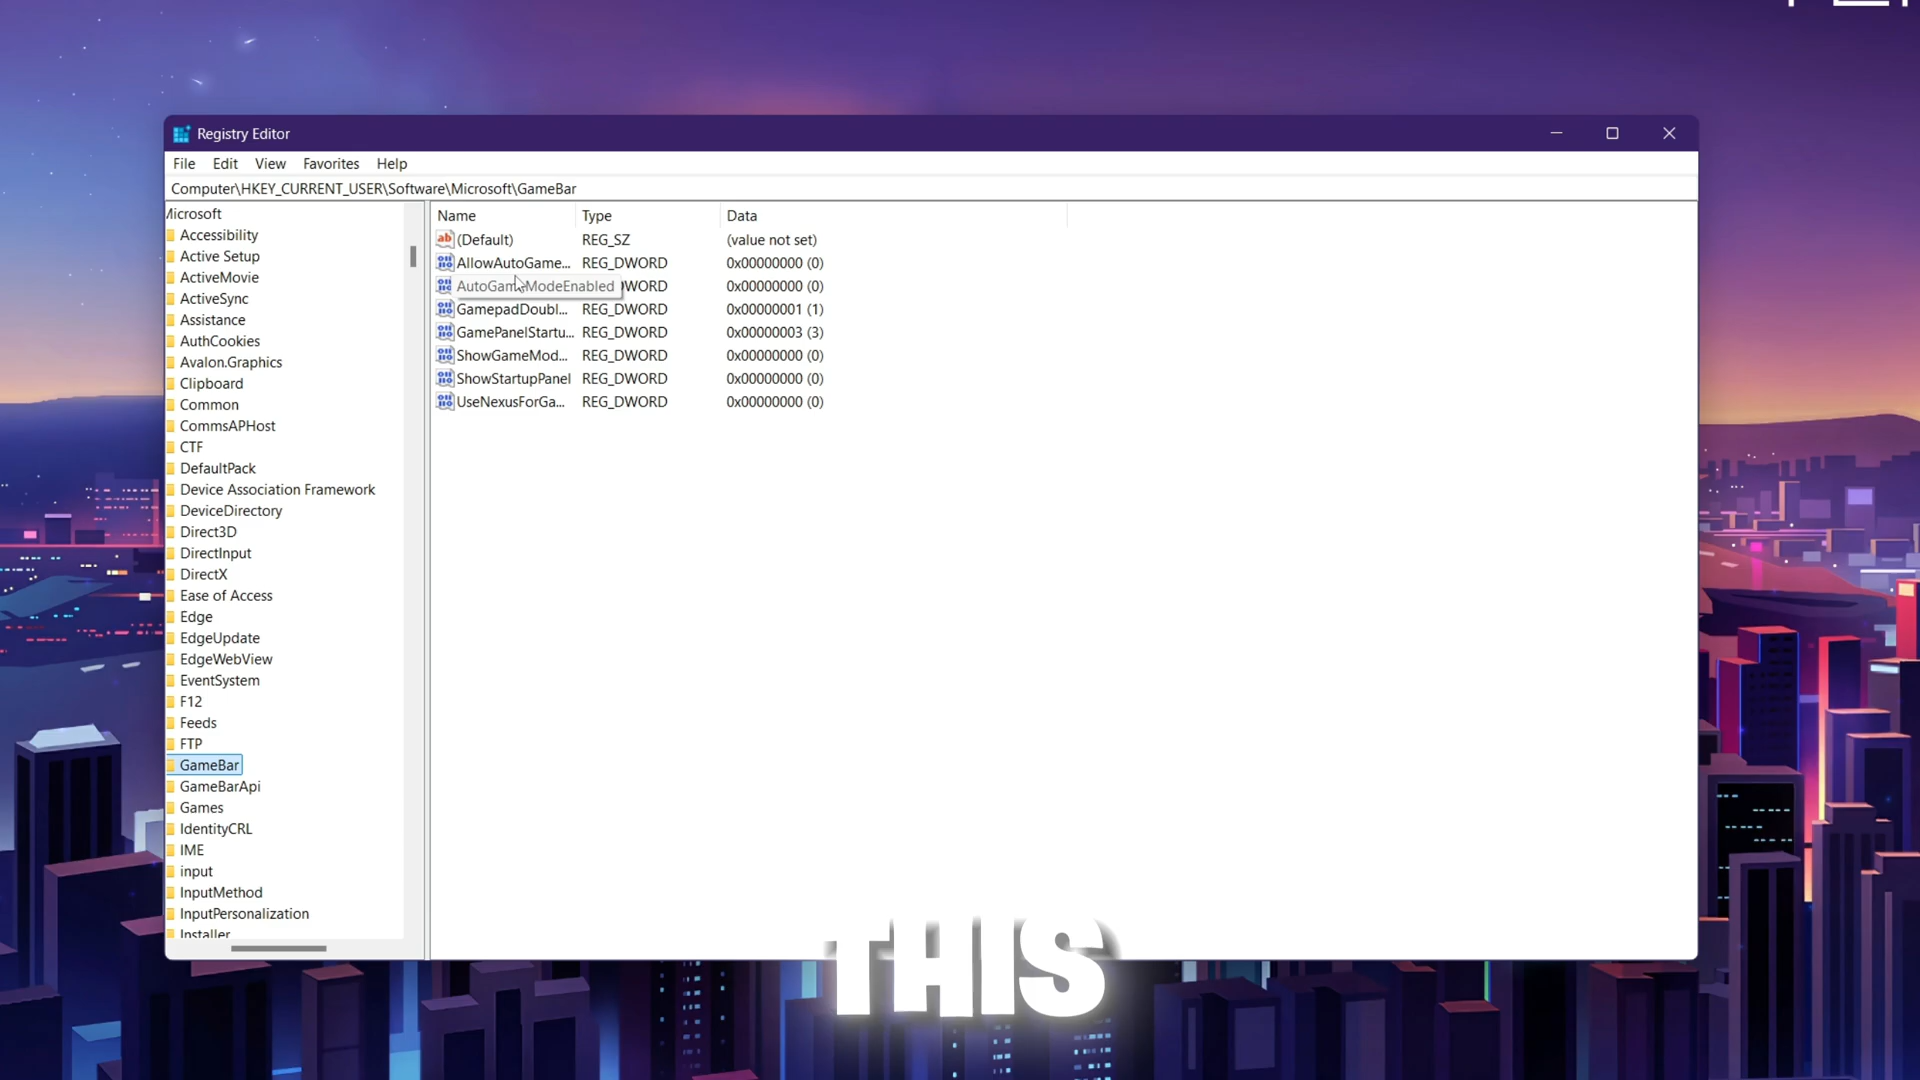 Registry Editor
File Edit View Favorites Help
Computer\HKEY_CURRENT_USER\Software\Microsoft\GameBar
Microsoft
Accessibility
Active Setup
ActiveMovie
ActiveSync
Assistance
AuthCookies
Avalon.Graphics
Clipboard
Common
CommsAPHost
CTF
DefaultPack
Device Association Framework
DeviceDirectory
Direct3D
DirectInput
DirectX
Ease of Access
Edge
EdgeUpdate
EdgeWebView
EventSystem
F12
Feeds
FTP
GameBar
GameBarApi
Games
IdentityCRL
IME
input
InputMethod
InputPersonalization
Installer
Name Type Data
(Default) REG_SZ (value not set)
AllowAutoGame... REG_DWORD 0x00000000 (0)
AutoGameModeEnabled WORD 0x00000000 (0)
GamepadDoubl... REG_DWORD 0x00000001 (1)
GamePanelStartu... REG_DWORD 0x00000003 (3)
ShowGameMod... REG_DWORD 0x00000000 (0)
ShowStartupPanel REG_DWORD 0x00000000 (0)
UseNexusForGa... REG_DWORD 0x00000000 (0)
THIS